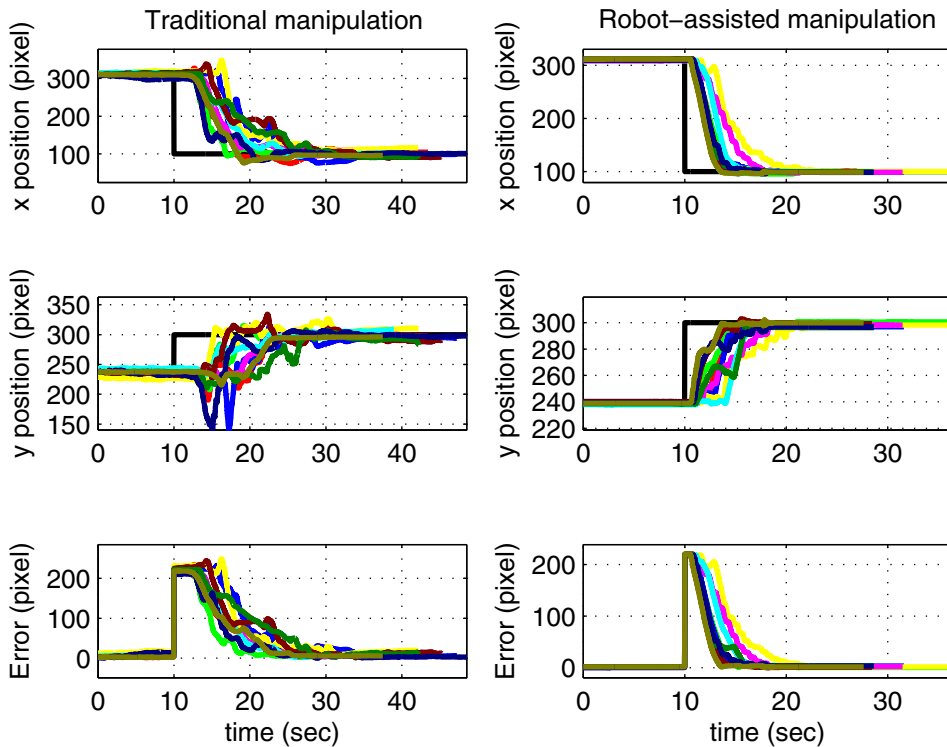 Traditional manipulation
Robot-assisted manipulation
x position (pixel)
300
200
100
0 10 20 30 40
x position (pixel)
300
200
100
0 10 20 30
y position (pixel)
350
300
250
200
150
0 10 20 30 40
y position (pixel)
300
280
260
240
220
0 10 20 30
Error (pixel)
200
100
0
0 10 20 30 40
time (sec)
Error (pixel)
200
100
0
0 10 20 30
time (sec)